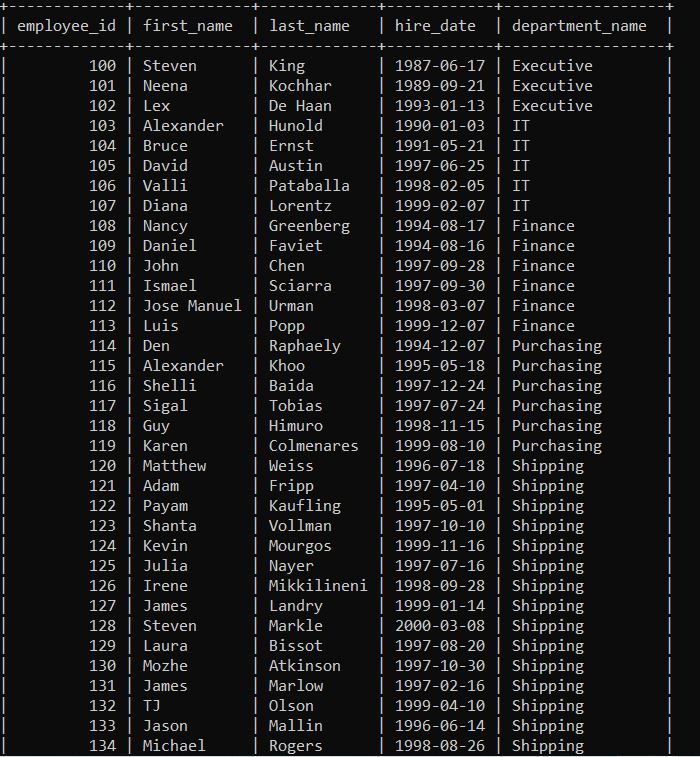 +-------------+-------------+-------------+------------+------------------+
| employee_id | first_name  | last_name   | hire_date  | department_name  |
+-------------+-------------+-------------+------------+------------------+
|         100 | Steven      | King        | 1987-06-17 | Executive        |
|         101 | Neena       | Kochhar     | 1989-09-21 | Executive        |
|         102 | Lex         | De Haan     | 1993-01-13 | Executive        |
|         103 | Alexander   | Hunold      | 1990-01-03 | IT               |
|         104 | Bruce       | Ernst       | 1991-05-21 | IT               |
|         105 | David       | Austin      | 1997-06-25 | IT               |
|         106 | Valli       | Pataballa   | 1998-02-05 | IT               |
|         107 | Diana       | Lorentz     | 1999-02-07 | IT               |
|         108 | Nancy       | Greenberg   | 1994-08-17 | Finance          |
|         109 | Daniel      | Faviet      | 1994-08-16 | Finance          |
|         110 | John        | Chen        | 1997-09-28 | Finance          |
|         111 | Ismael      | Sciarra     | 1997-09-30 | Finance          |
|         112 | Jose Manuel | Urman       | 1998-03-07 | Finance          |
|         113 | Luis        | Popp        | 1999-12-07 | Finance          |
|         114 | Den         | Raphaely    | 1994-12-07 | Purchasing       |
|         115 | Alexander   | Khoo        | 1995-05-18 | Purchasing       |
|         116 | Shelli      | Baida       | 1997-12-24 | Purchasing       |
|         117 | Sigal       | Tobias      | 1997-07-24 | Purchasing       |
|         118 | Guy         | Himuro      | 1998-11-15 | Purchasing       |
|         119 | Karen       | Colmenares  | 1999-08-10 | Purchasing       |
|         120 | Matthew     | Weiss       | 1996-07-18 | Shipping         |
|         121 | Adam        | Fripp       | 1997-04-10 | Shipping         |
|         122 | Payam       | Kaufling    | 1995-05-01 | Shipping         |
|         123 | Shanta      | Vollman     | 1997-10-10 | Shipping         |
|         124 | Kevin       | Mourgos     | 1999-11-16 | Shipping         |
|         125 | Julia       | Nayer       | 1997-07-16 | Shipping         |
|         126 | Irene       | Mikkilineni | 1998-09-28 | Shipping         |
|         127 | James       | Landry      | 1999-01-14 | Shipping         |
|         128 | Steven      | Markle      | 2000-03-08 | Shipping         |
|         129 | Laura       | Bissot      | 1997-08-20 | Shipping         |
|         130 | Mozhe       | Atkinson    | 1997-10-30 | Shipping         |
|         131 | James       | Marlow      | 1997-02-16 | Shipping         |
|         132 | TJ          | Olson       | 1999-04-10 | Shipping         |
|         133 | Jason       | Mallin      | 1996-06-14 | Shipping         |
|         134 | Michael     | Rogers      | 1998-08-26 | Shipping         |